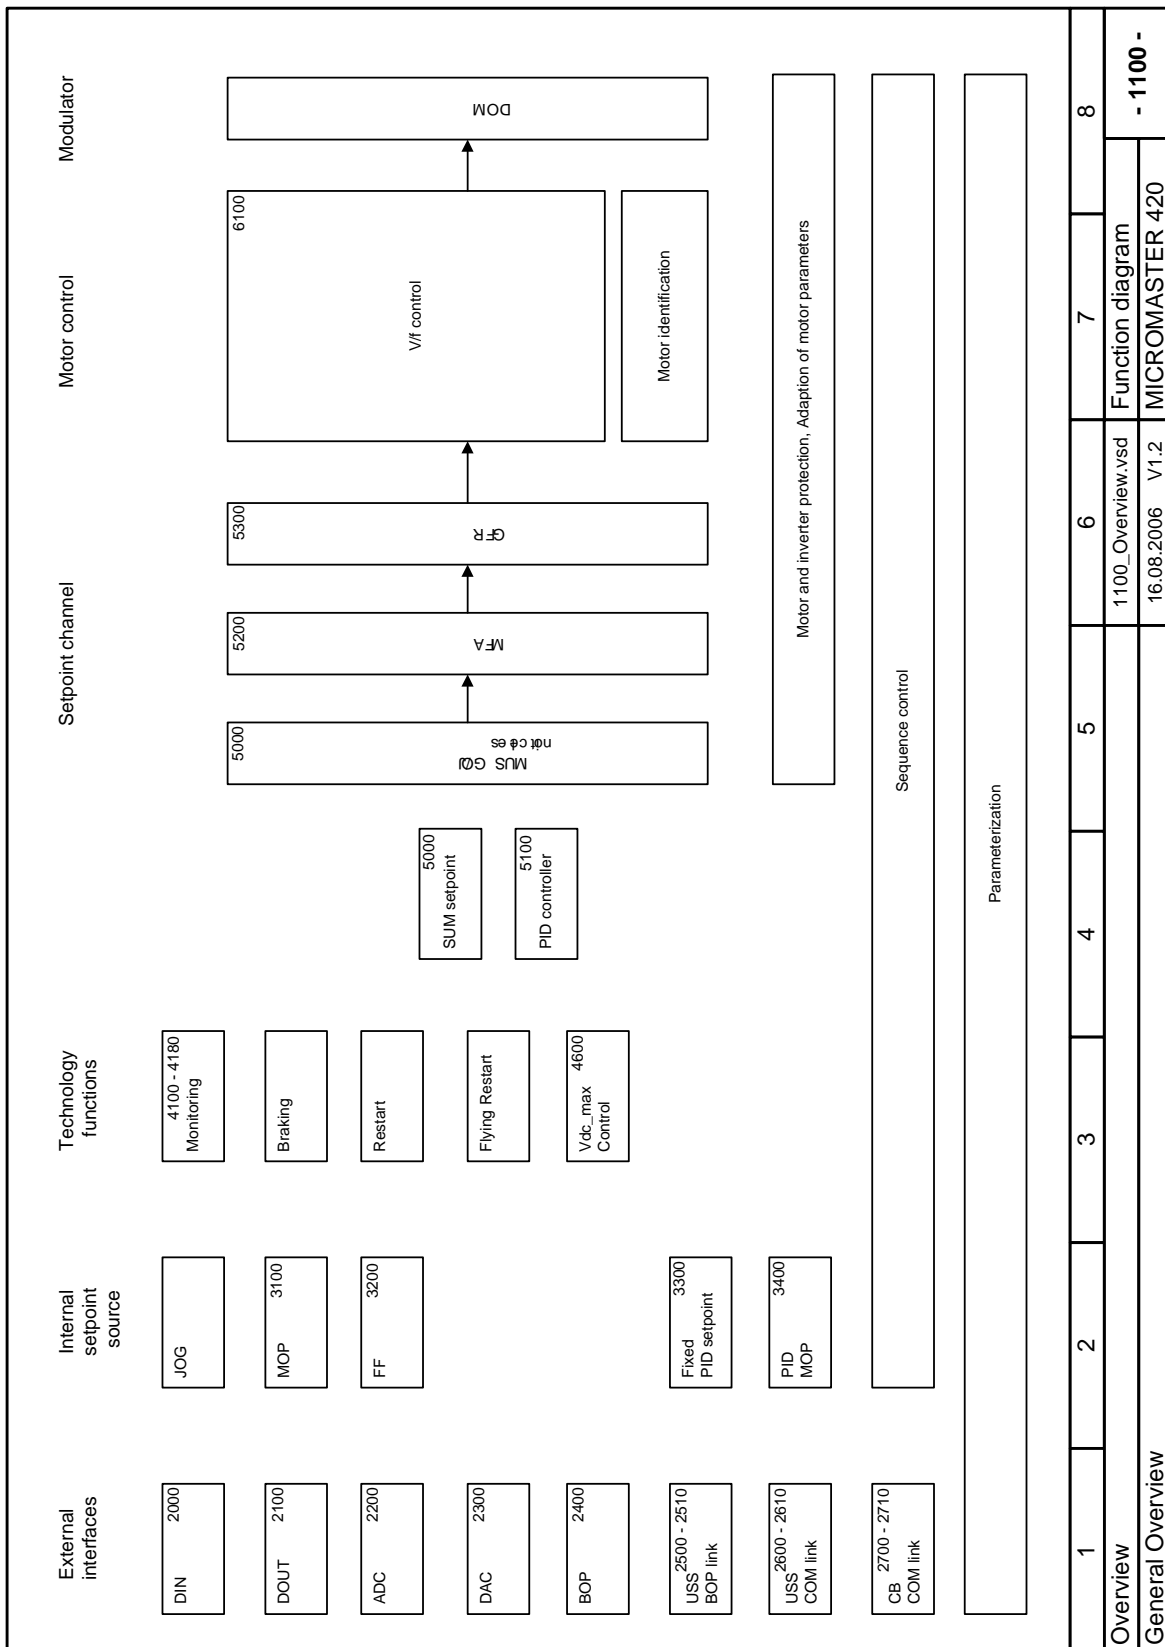 External
interfaces
Internal
setpoint
source
Technology
functions
Setpoint channel
Motor control
Modulator
DIN 2000
DOUT 2100
ADC 2200
DAC 2300
BOP 2400
2500 - 2510
USS
BOP link
2600 - 2610
USS
COM link
2700 - 2710
CB
COM link
JOG
MOP 3100
FF 3200
3300
Fixed
PID setpoint
3400
PID
MOP
4100 - 4180
Monitoring
Braking
Restart
Flying Restart
Vdc_max 4600
Control
5000
SUM setpoint
5100
PID controller
5000
MUS
5200
MFA
5300
GFR
6100
V/f control
Motor identification
DOM
Motor and inverter protection, Adaption of motor parameters
Sequence control
Parameterization
1 2 3 4 5 6 7 8
Overview 1100_Overview.vsd Function diagram - 1100 -
General Overview 16.08.2006 V1.2 MICROMASTER 420